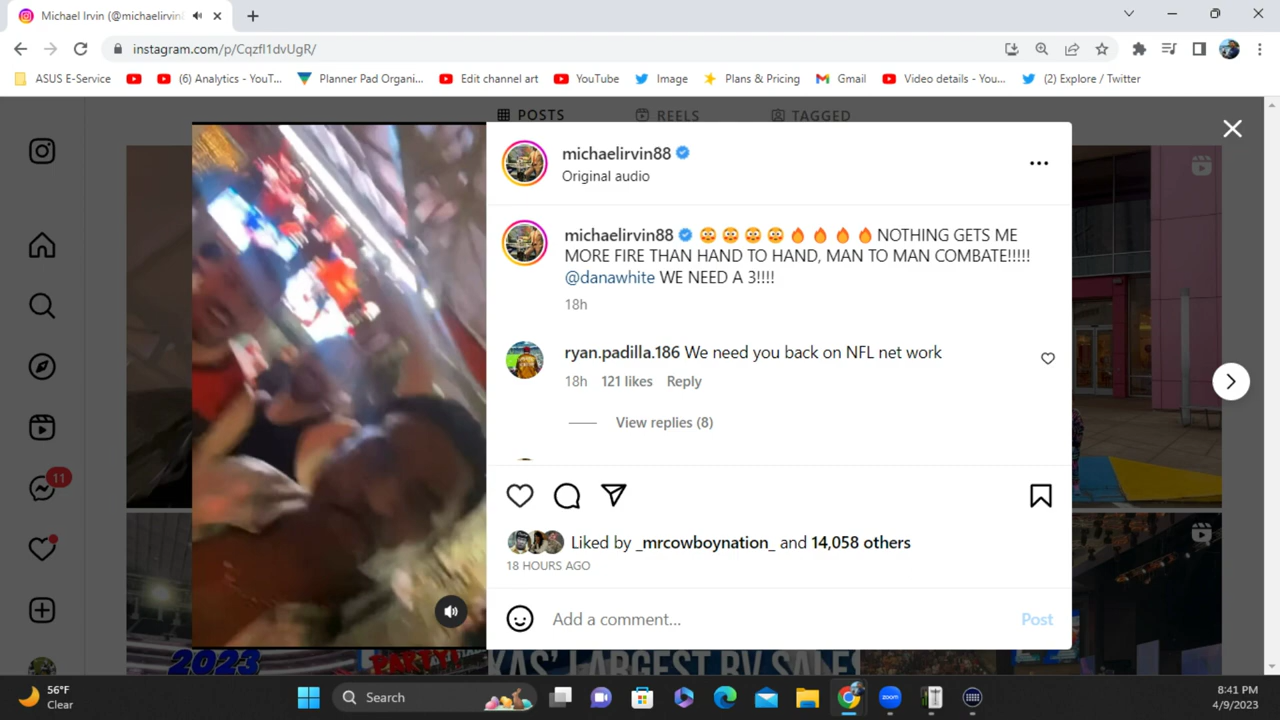 Michael Irvin (@michaelirvin8
instagram.com/p/Cqzfl1dvUgR/
ASUS E-Service
(6) Analytics - YouT...
Planner Pad Organi...
Edit channel art
YouTube
Image
Plans & Pricing
Gmail
Video details - You...
(2) Explore / Twitter
POSTS
REELS
TAGGED
michaelirvin88
Original audio
michaelirvin88 😳😳😳😳🔥🔥🔥🔥 NOTHING GETS ME
MORE FIRE THAN HAND TO HAND, MAN TO MAN COMBATE!!!!!
@danawhite WE NEED A 3!!!!
18h
ryan.padilla.186 We need you back on NFL net work
18h 121 likes Reply
View replies (8)
11
Liked by _mrcowboynation_ and 14,058 others
18 HOURS AGO
Add a comment...
Post
2023
PARTY!
KAS' LARGEST RV SALES
56°F
Clear
Search
zoom
8:41 PM
4/9/2023